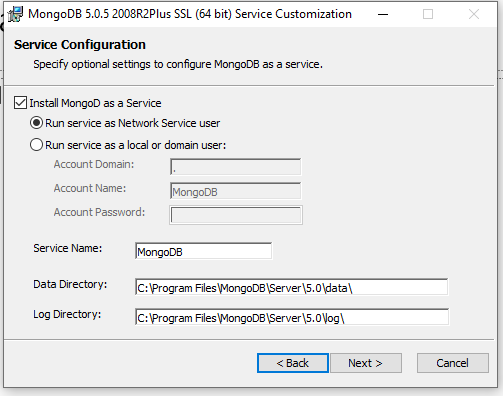 MongoDB 5.0.5 2008R2Plus SSL (64 bit) Service Customization
Service Configuration
Specify optional settings to configure MongoDB as a service.
Install MongoD as a Service
Run service as Network Service user
Run service as a local or domain user:
Account Domain: .
Account Name: MongoDB
Account Password:
Service Name: MongoDB
Data Directory: C:\Program Files\MongoDB\Server\5.0\data\
Log Directory: C:\Program Files\MongoDB\Server\5.0\log\
< Back Next > Cancel